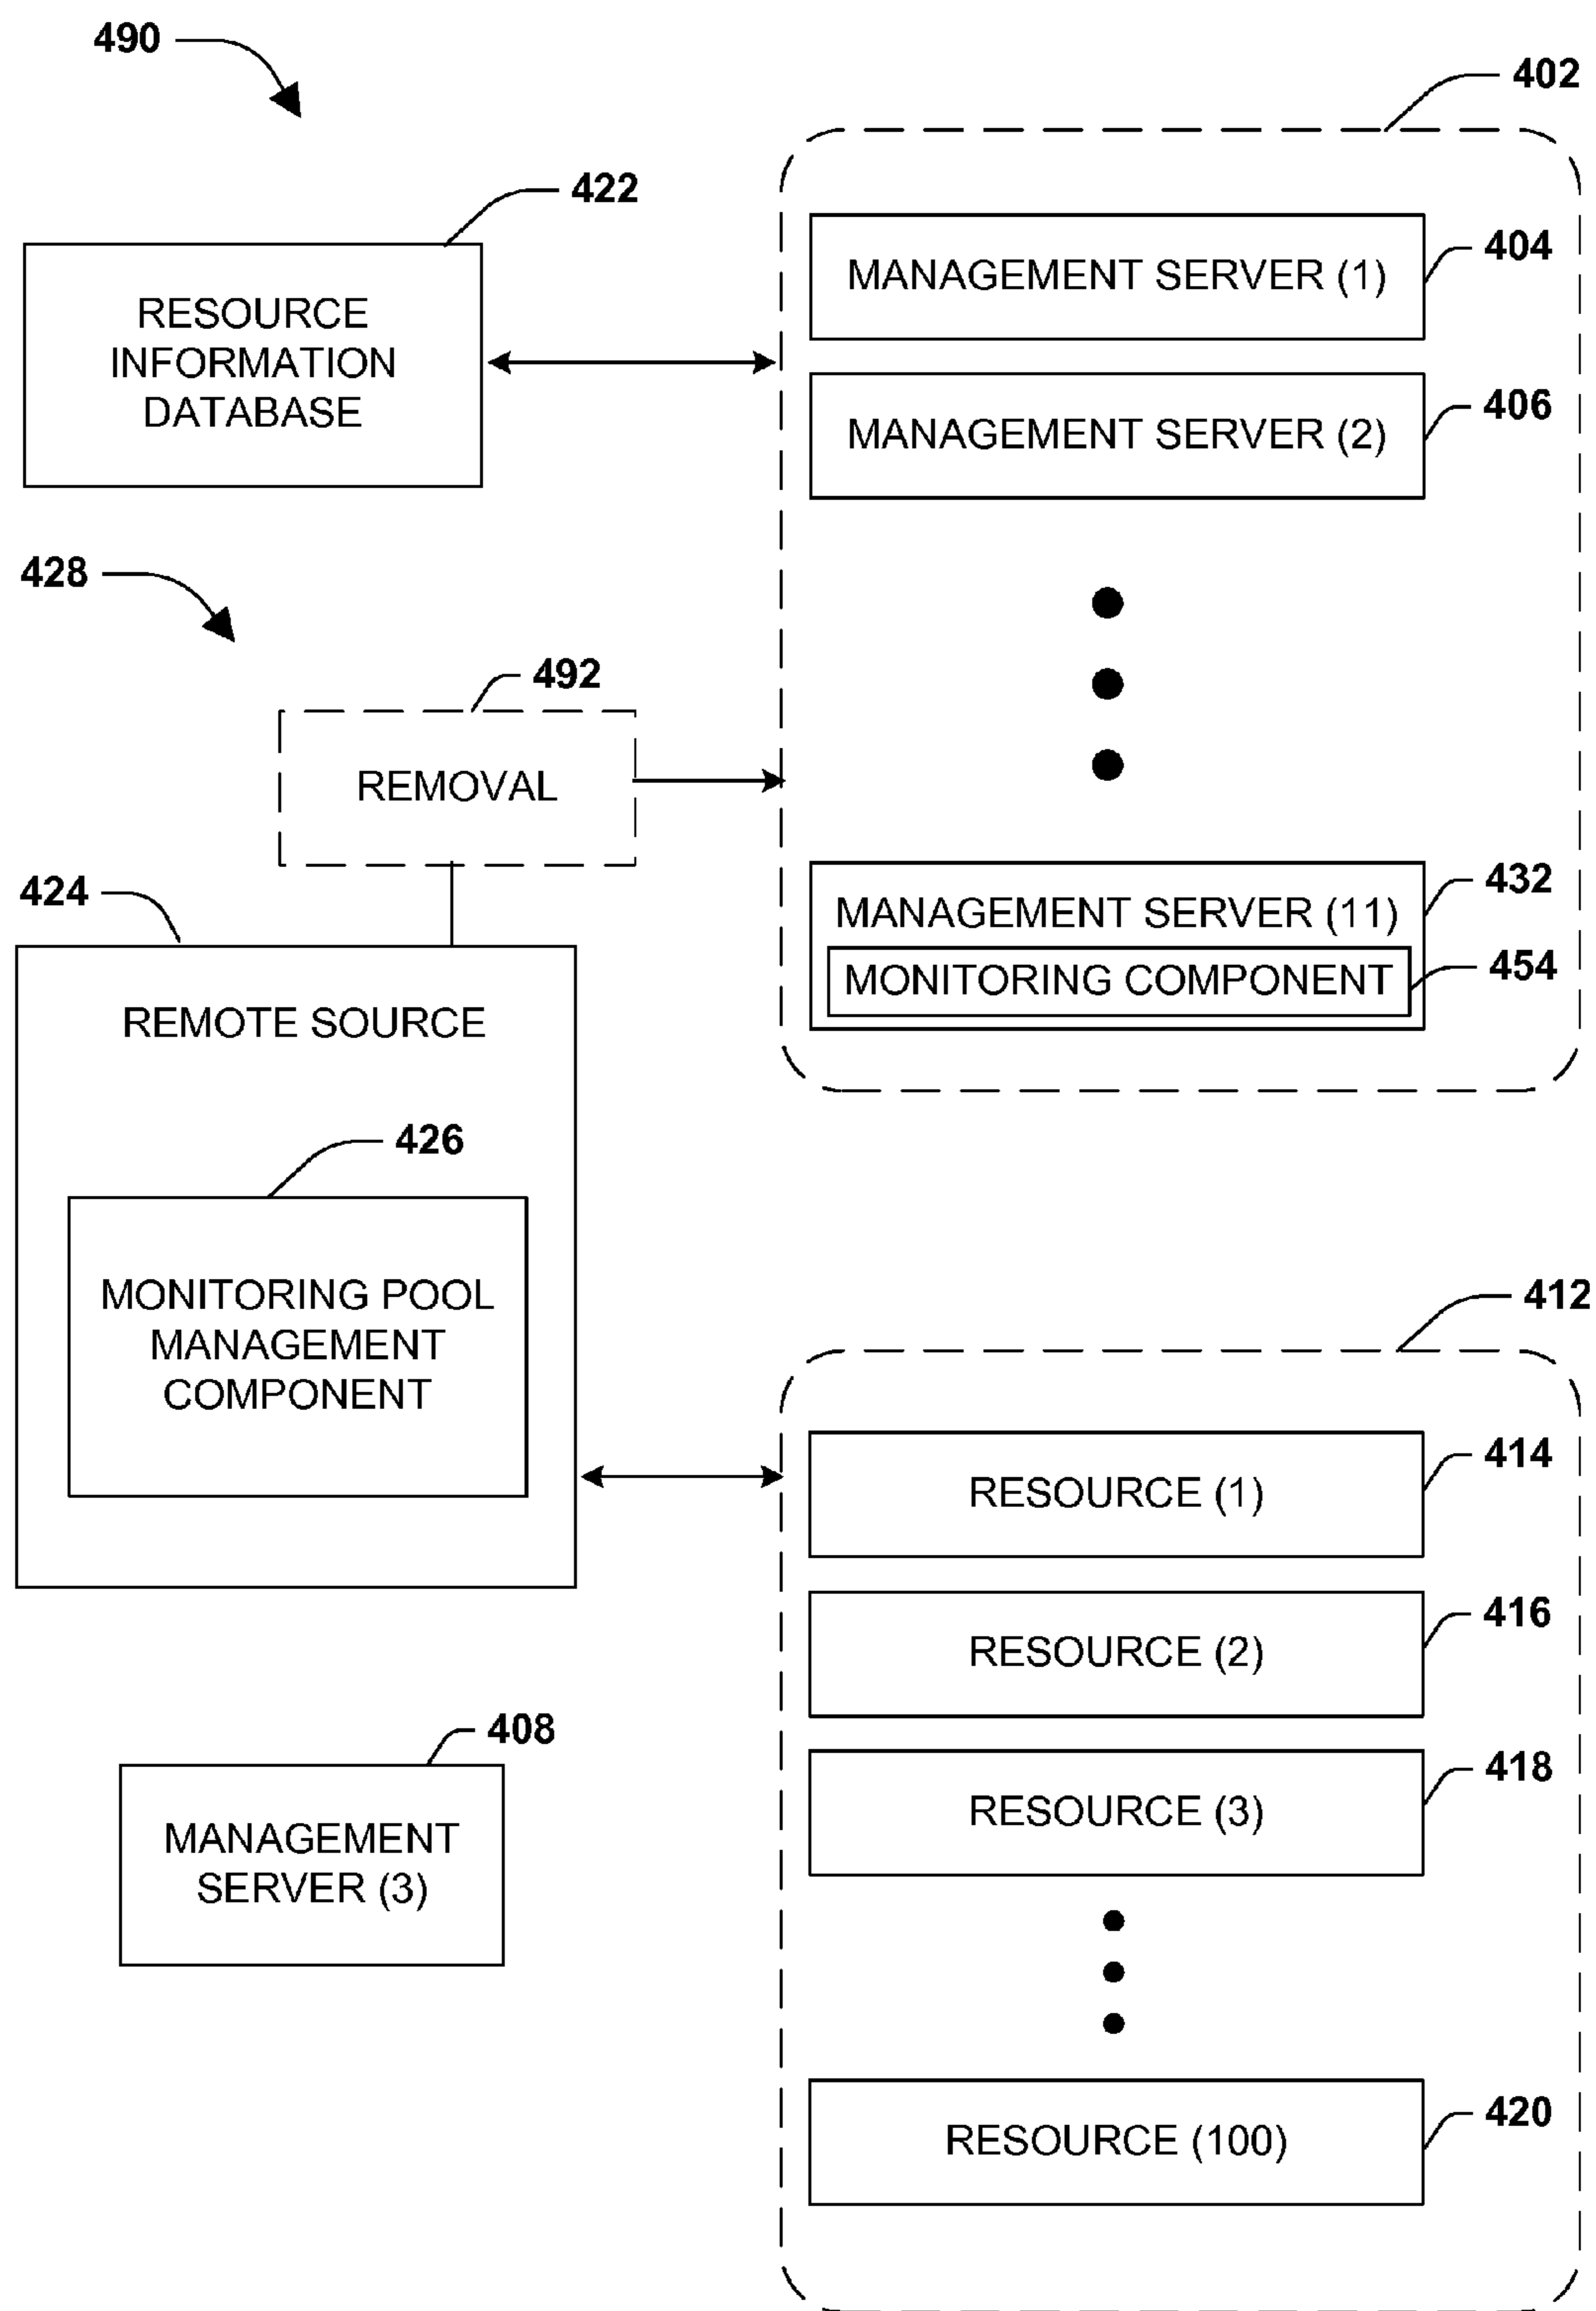 490
402
422
404
RESOURCE
INFORMATION
DATABASE
MANAGEMENT SERVER (1)
406
MANAGEMENT SERVER (2)
428
492
REMOVAL
424
432
MANAGEMENT SERVER (11)
454
MONITORING COMPONENT
REMOTE SOURCE
426
MONITORING POOL
MANAGEMENT
COMPONENT
412
414
RESOURCE (1)
416
RESOURCE (2)
408
418
MANAGEMENT
SERVER (3)
RESOURCE (3)
420
RESOURCE (100)